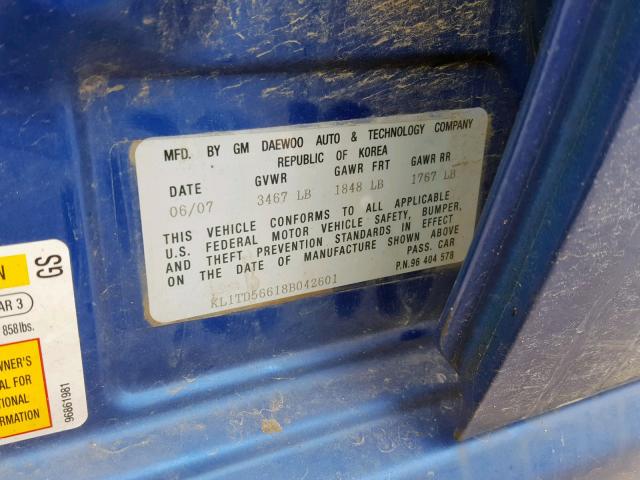 MFD. BY GM DAEWOO AUTO & TECHNOLOGY COMPANY
REPUBLIC OF KOREA
DATE GVWR GAWR FRT GAWR RR
06/07 3467 LB 1848 LB 1767 LB
THIS VEHICLE CONFORMS TO ALL APPLICABLE
U.S. FEDERAL MOTOR VEHICLE SAFETY, BUMPER,
AND THEFT PREVENTION STANDARDS IN EFFECT
ON THE DATE OF MANUFACTURE SHOWN ABOVE
PASS. CAR
P.N. 96 404 578
KL1TD56618B042601
N
GS
AR 3
858 lbs.
WNER'S
AL FOR
TIONAL
RMATION
96861981